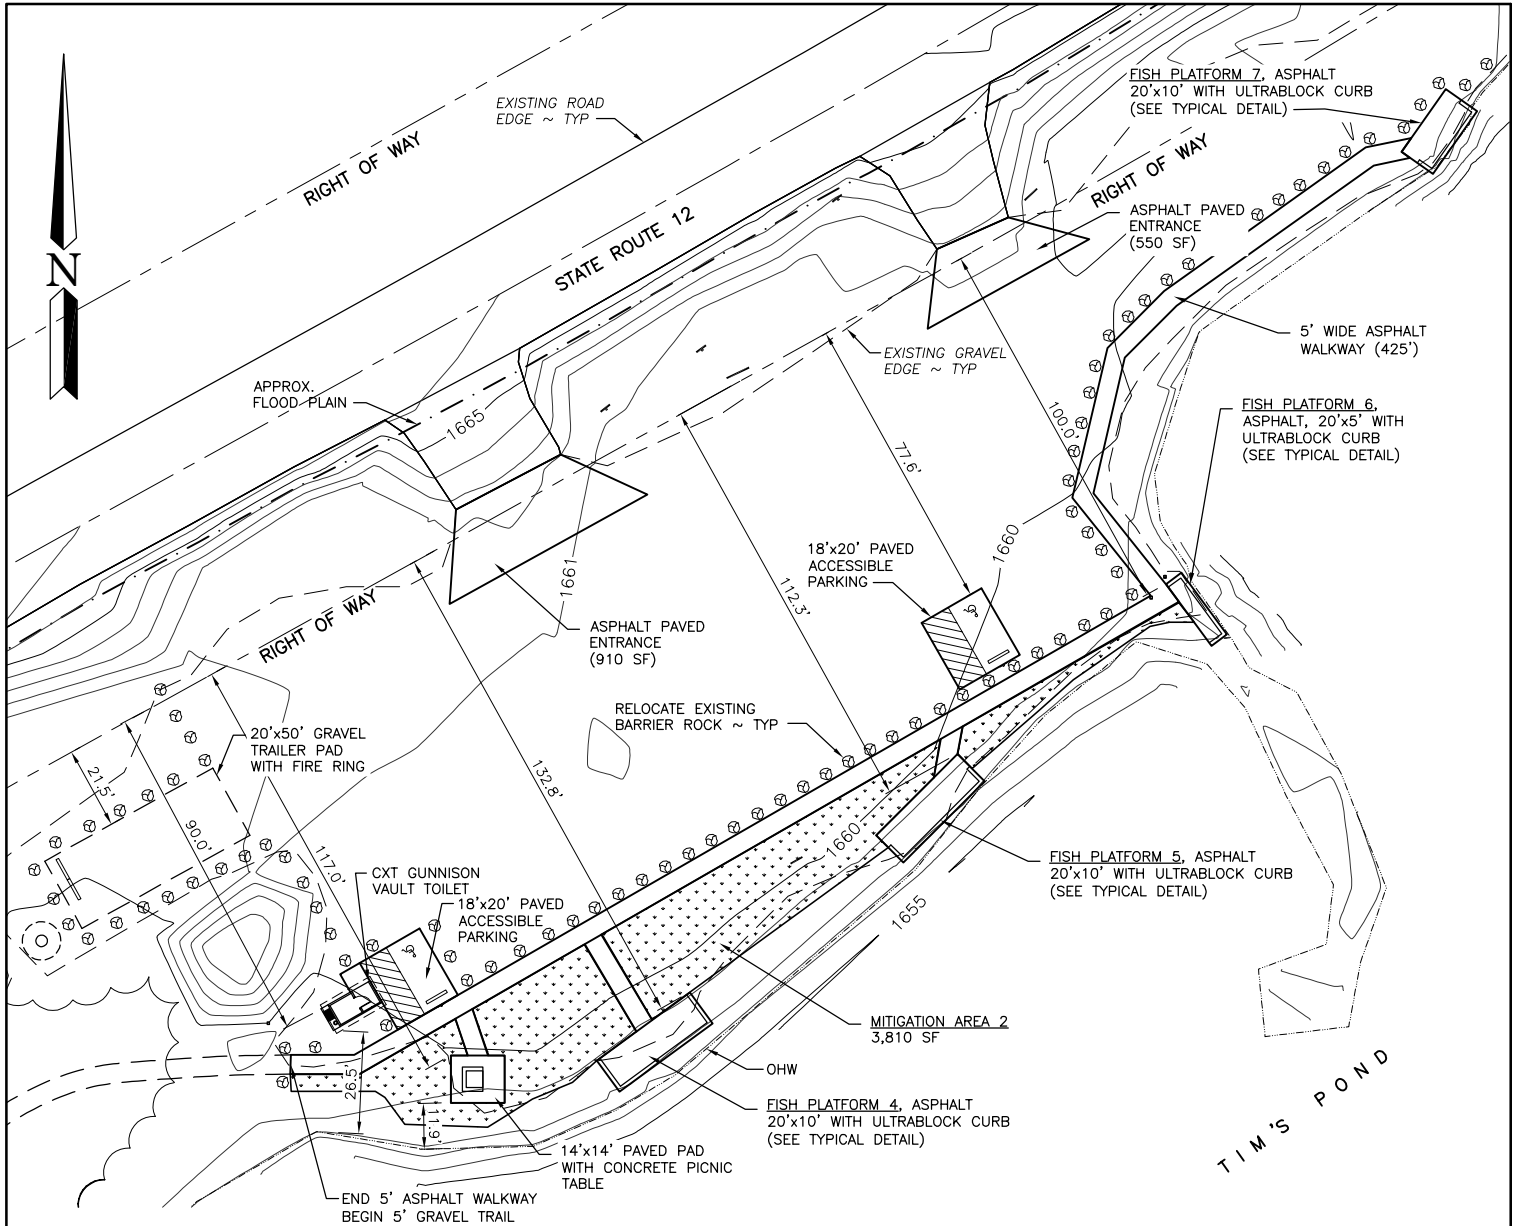 EXISTING ROAD
EDGE ~ TYP
RIGHT OF WAY
FISH PLATFORM 7, ASPHALT
20'x10' WITH ULTRABLOCK CURB
(SEE TYPICAL DETAIL)
RIGHT OF WAY
STATE ROUTE 12
ASPHALT PAVED
ENTRANCE
(550 SF)
N
5' WIDE ASPHALT
WALKWAY (425')
EXISTING GRAVEL
EDGE ~ TYP
APPROX.
FLOOD PLAIN
1665
FISH PLATFORM 6,
ASPHALT, 20'x5' WITH
ULTRABLOCK CURB
(SEE TYPICAL DETAIL)
100.0'
77.6'
1660
18'x20' PAVED
ACCESSIBLE
PARKING
1661
112.3'
RIGHT OF WAY
ASPHALT PAVED
ENTRANCE
(910 SF)
RELOCATE EXISTING
BARRIER ROCK ~ TYP
20'x50' GRAVEL
TRAILER PAD
WITH FIRE RING
21.5'
132.8'
90.0'
117.0'
1660
CXT GUNNISON
VAULT TOILET
18'x20' PAVED
ACCESSIBLE
PARKING
FISH PLATFORM 5, ASPHALT
20'x10' WITH ULTRABLOCK CURB
(SEE TYPICAL DETAIL)
1655
MITIGATION AREA 2
3,810 SF
OHW
26.5'
11.9'
FISH PLATFORM 4, ASPHALT
20'x10' WITH ULTRABLOCK CURB
(SEE TYPICAL DETAIL)
TIM'S POND
14'x14' PAVED PAD
WITH CONCRETE PICNIC
TABLE
END 5' ASPHALT WALKWAY
BEGIN 5' GRAVEL TRAIL